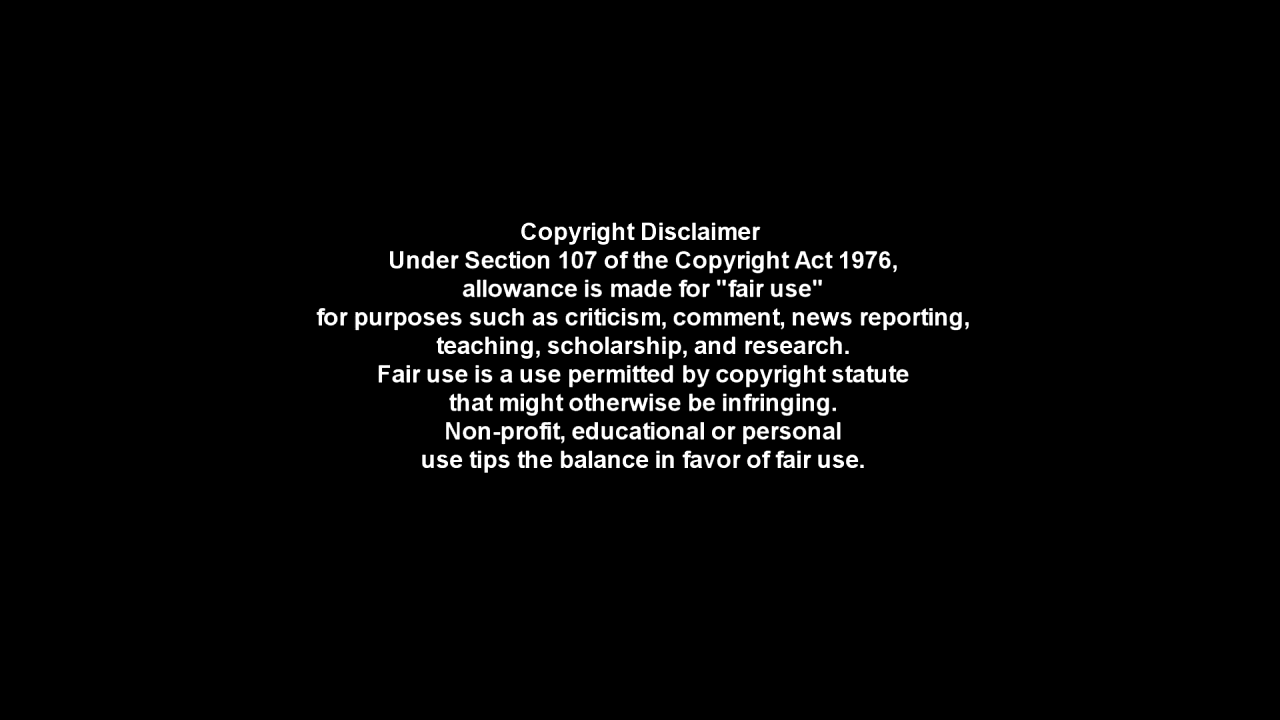 Copyright Disclaimer
Under Section 107 of the Copyright Act 1976,
allowance is made for "fair use"
for purposes such as criticism, comment, news reporting,
teaching, scholarship, and research.
Fair use is a use permitted by copyright statute
that might otherwise be infringing.
Non-profit, educational or personal
use tips the balance in favor of fair use.